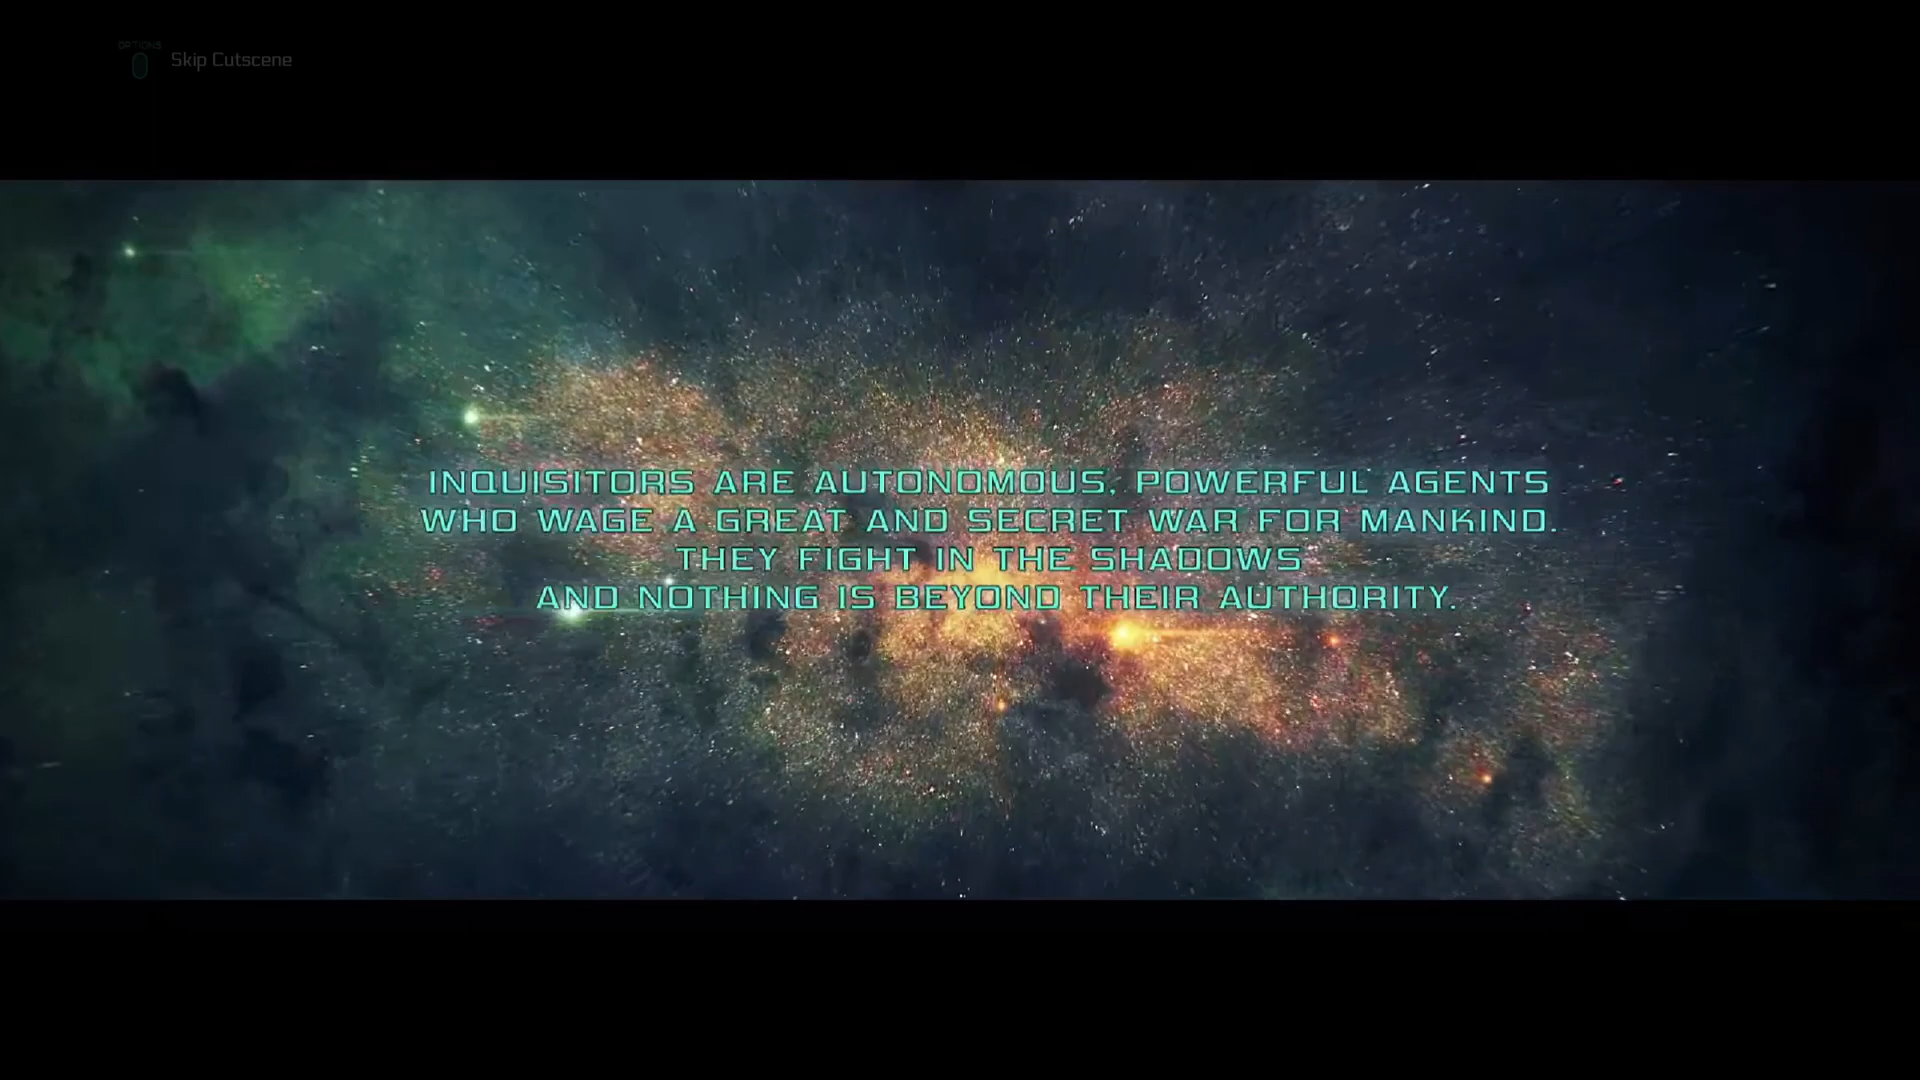 OPTIONS
Skip Cutscene
INQUISITORS ARE AUTONOMOUS, POWERFUL AGENTS
WHO WAGE A GREAT AND SECRET WAR FOR MANKIND.
THEY FIGHT IN THE SHADOWS
AND NOTHING IS BEYOND THEIR AUTHORITY.